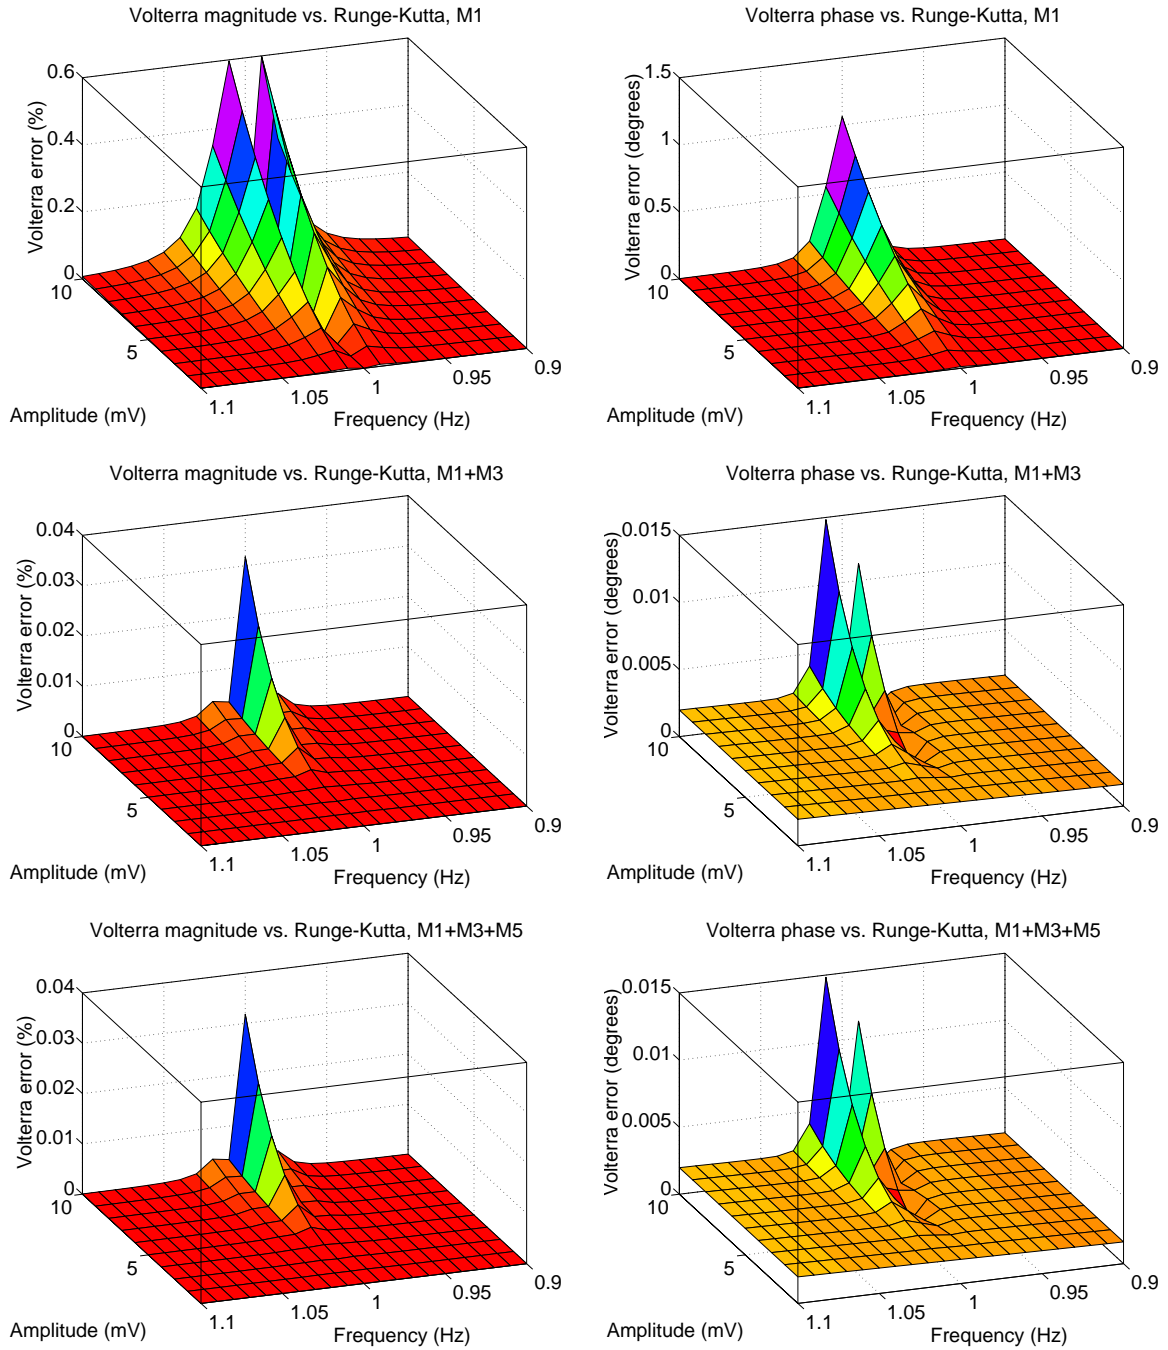 Volterra magnitude vs. Runge-Kutta, M1
0.6
0.4
0.2
0
Volterra error (%)
10
5
Amplitude (mV)
1.1
1.05
1
0.95
0.9
Frequency (Hz)
Volterra phase vs. Runge-Kutta, M1
1.5
1
0.5
0
Volterra error (degrees)
10
5
Amplitude (mV)
1.1
1.05
1
0.95
0.9
Frequency (Hz)
Volterra magnitude vs. Runge-Kutta, M1+M3
0.04
0.03
0.02
0.01
0
Volterra error (%)
10
5
Amplitude (mV)
1.1
1.05
1
0.95
0.9
Frequency (Hz)
Volterra phase vs. Runge-Kutta, M1+M3
0.015
0.01
0.005
0
Volterra error (degrees)
10
5
Amplitude (mV)
1.1
1.05
1
0.95
0.9
Frequency (Hz)
Volterra magnitude vs. Runge-Kutta, M1+M3+M5
0.04
0.03
0.02
0.01
0
Volterra error (%)
10
5
Amplitude (mV)
1.1
1.05
1
0.95
0.9
Frequency (Hz)
Volterra phase vs. Runge-Kutta, M1+M3+M5
0.015
0.01
0.005
0
Volterra error (degrees)
10
5
Amplitude (mV)
1.1
1.05
1
0.95
0.9
Frequency (Hz)